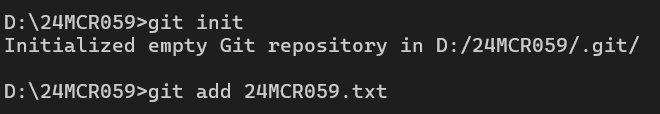 D:\24MCR059>git init
Initialized empty Git repository in D:/24MCR059/.git/
D:\24MCR059>git add 24MCR059.txt